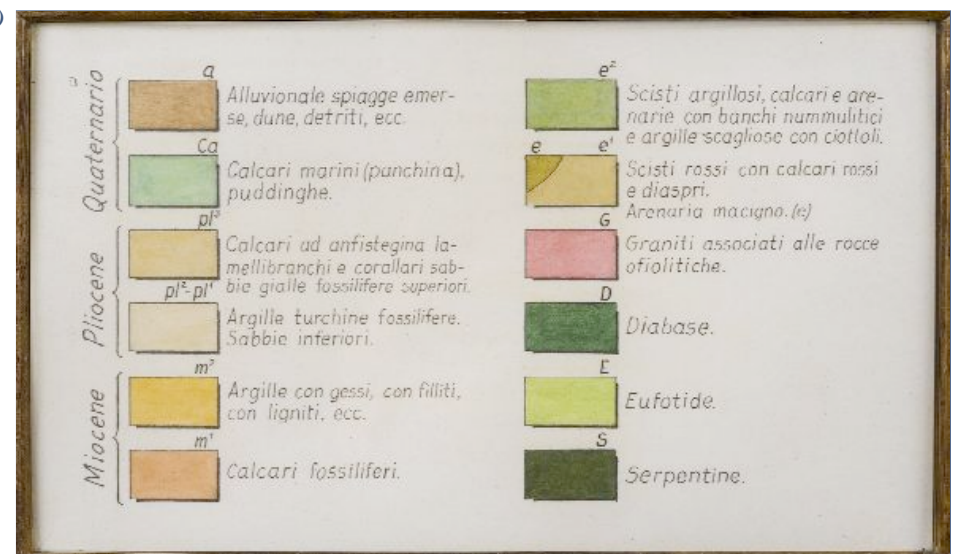 Quaternario
a
Alluvionale spiagge emer-
se, dune, detriti, ecc.
Ca
Calcari marini (panchina),
puddinghe.
Pliocene
pl³
Calcari ad anfistegina la-
mellibranchi e corallari sab-
bie gialle fossilifere superiori.
pl²-pl¹
Argille turchine fossilifere.
Sabbie inferiori.
Miocene
m²
Argille con gessi, con filliti,
con ligniti, ecc.
m¹
Calcari fossiliferi.
e²
Scisti argillosi, calcari e are-
narie con banchi nummulitici
e argille scagliose con ciottoli.
e e¹
Scisti rossi con calcari rossi
e diaspri.
Arenaria macigno. (e)
G
Graniti associati alle rocce
ofiolitiche.
D
Diabase.
E
Eufotide.
S
Serpentine.